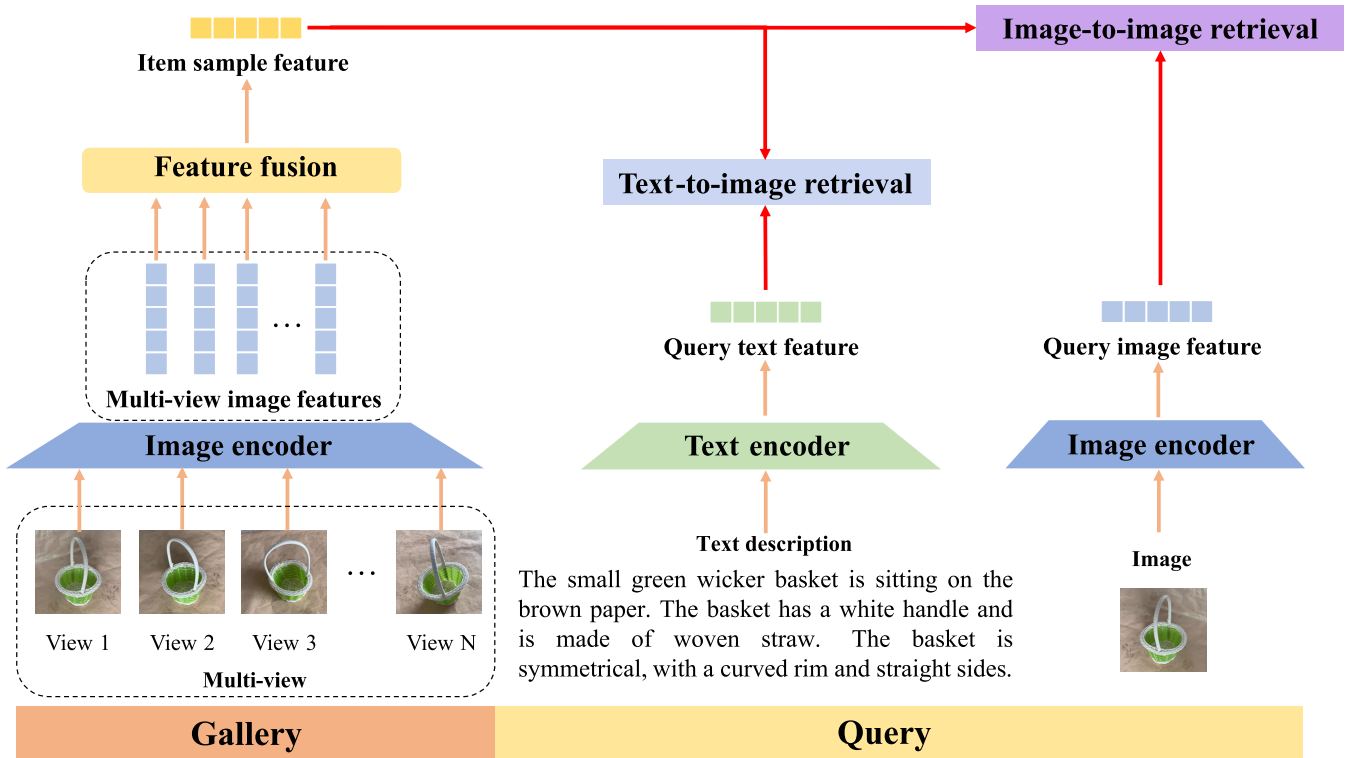 Item sample feature
Image-to-image retrieval
Feature fusion
Text-to-image retrieval
Multi-view image features
Query text feature
Query image feature
Image encoder
Text encoder
Image encoder
View 1
View 2
View 3
...
View N
Multi-view
Text description
The small green wicker basket is sitting on the
brown paper. The basket has a white handle and
is made of woven straw. The basket is
symmetrical, with a curved rim and straight sides.
Image
Gallery
Query